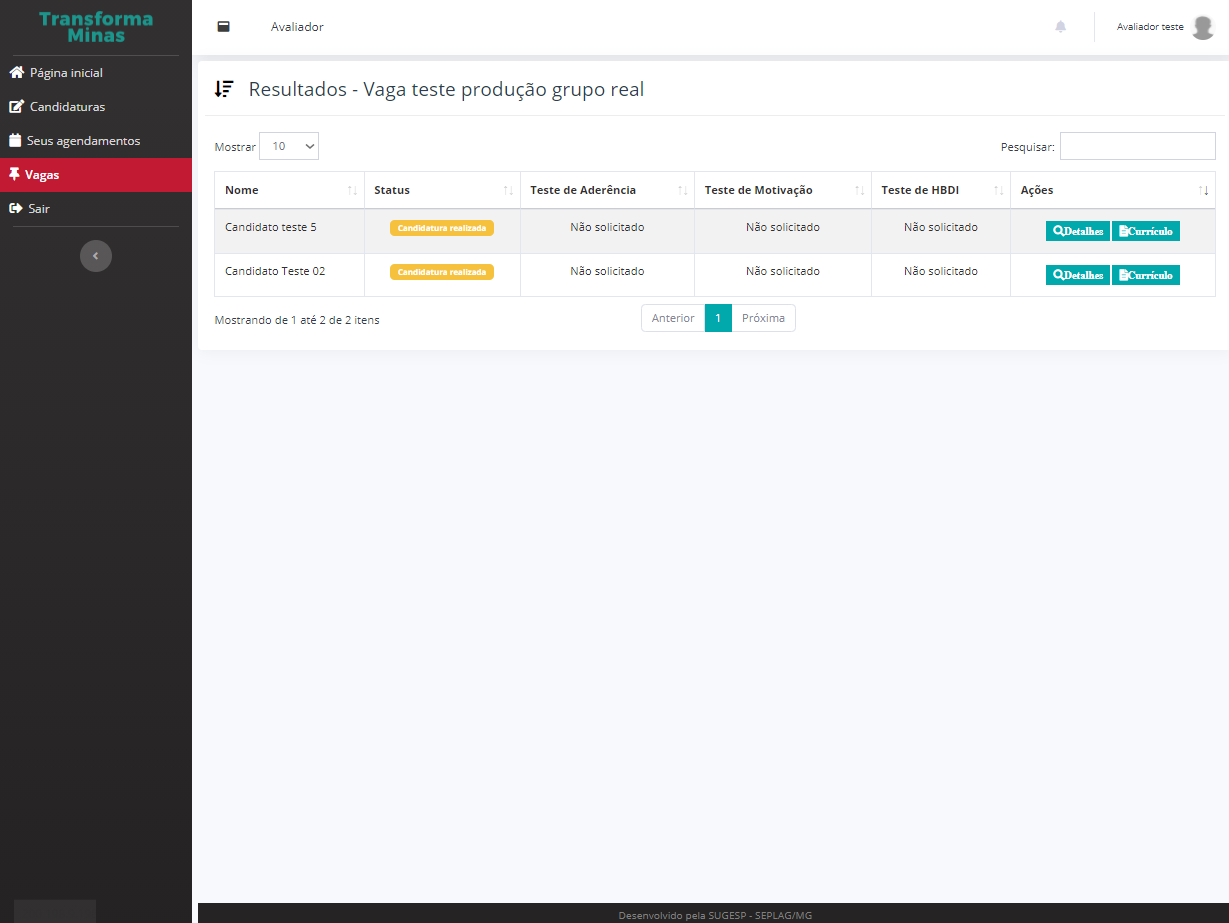 Transforma
Minas
Página inicial
Candidaturas
Seus agendamentos
Vagas
Sair
Avaliador
Avaliador teste
Resultados - Vaga teste produção grupo real
Mostrar 10
Pesquisar:
Nome Status Teste de Aderência Teste de Motivação Teste de HBDI Ações
Candidato teste 5 Candidatura realizada Não solicitado Não solicitado Não solicitado Detalhes Currículo
Candidato Teste 02 Candidatura realizada Não solicitado Não solicitado Não solicitado Detalhes Currículo
Mostrando de 1 até 2 de 2 itens
Anterior 1 Próxima
Desenvolvido pela SUGESP - SEPLAG/MG